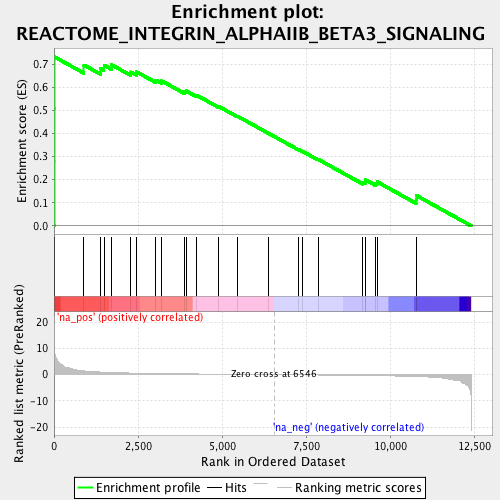 Enrichment plot:
REACTOME_INTEGRIN_ALPHAIIB_BETA3_SIGNALING
Enrichment score (ES)
0.7
0.6
0.5
0.4
0.3
0.2
0.1
0.0
'na_pos' (positively correlated)
Ranked list metric (PreRanked)
20
10
0
-10
-20
Zero cross at 6546
'na_neg' (negatively correlated)
0
2,500
5,000
7,500
10,000
12,500
Rank in Ordered Dataset
Enrichment profile
Hits
Ranking metric scores